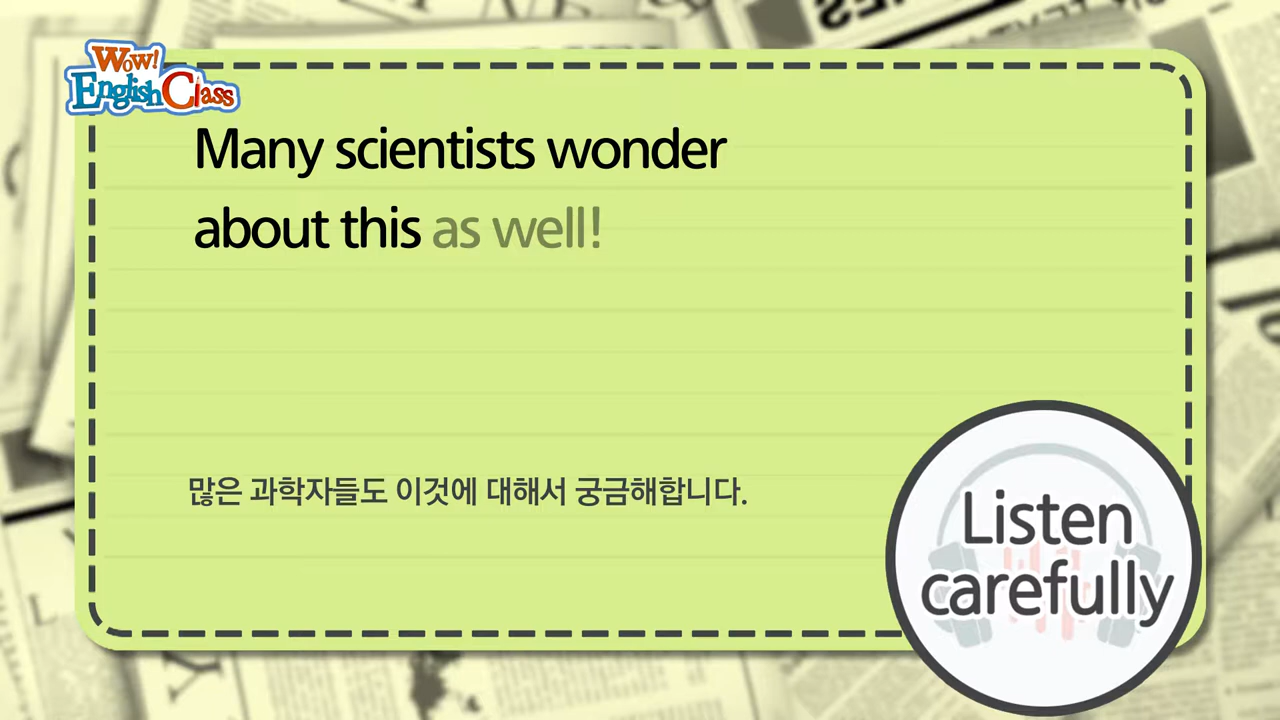 Wow!
English Class
Many scientists wonder
about this as well!
많은 과학자들도 이것에 대해서 궁금해합니다.
Listen
carefully